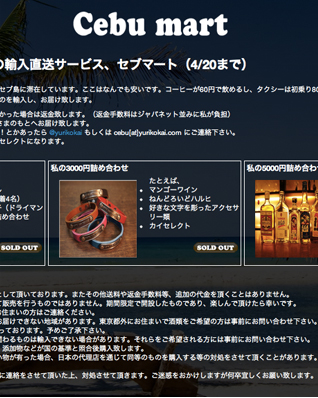 Cebu mart
の輸入直送サービス、セブマート（4/20まで）
セブ島に滞在しています。ここはなんでも安いです。コーヒーが60円で飲めるし、タクシーは初乗り80
のを輸入し、お届け致します。
かった場合は返金致します。（返金手数料はジャパネット並みに私が負担）
さまのもとへお届け致します。
！とかあったら @yurikokai もしくは cebu[at]yurikokai.com にご連絡下さい。
セレクトになります。
着4名）
（ドライマン
め合わせ
SOLD OUT
私の3000円詰め合わせ
たとえば、
マンゴーワイン
ねんどろいどハルヒ
好きな文字を彫ったアクセサリー類
カイセレクト
SOLD OUT
私の5000円詰め合わせ
として頂いております。またその他送料や返金手数料等、追加の代金を頂くことはありません。
て販売を行うものではありません。期間限定で開設したものであり、楽しんで頂けたら幸いです。
お住まいの方はご連絡ください。
お届けできない地域があります。東京都外にお住まいで酒類をご希望の方は事前にお問い合わせ下さい。
っております。予めご了承下さい。
関わるものは輸入できない場合があります。それらをご希望される方には事前にお問い合わせ下さい。
、添加物などが国の基準と照合後購入致します。
い物が有った場合、日本の代理店を通じて同等のものを購入する等の対処をさせて頂くことがあります。
に連絡をさせて頂いた上、対処させて頂きます。ご迷惑をおかけしますが何卒宜しくお願い致します。